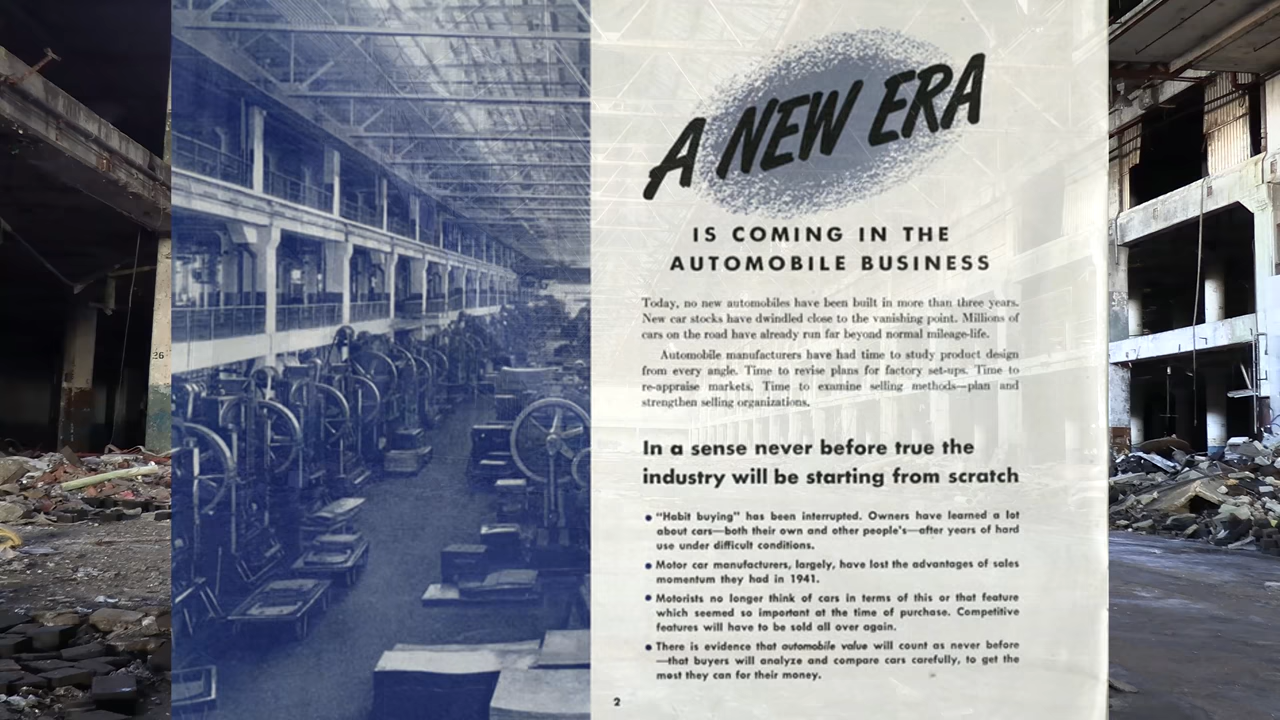 26
A NEW ERA
IS COMING IN THE
AUTOMOBILE BUSINESS
Today, no new automobiles have been built in more than three years.
New car stocks have dwindled close to the vanishing point. Millions of
cars on the road have already run far beyond normal mileage-life.
Automobile manufacturers have had time to study product design
from every angle. Time to revise plans for factory set-ups. Time to
re-appraise markets. Time to examine selling methods—plan and
strengthen selling organizations.
In a sense never before true the
industry will be starting from scratch
• "Habit buying" has been interrupted. Owners have learned a lot
about cars—both their own and other people's—after years of hard
use under difficult conditions.
• Motor car manufacturers, largely, have lost the advantages of sales
momentum they had in 1941.
• Motorists no longer think of cars in terms of this or that feature
which seemed so important at the time of purchase. Competitive
features will have to be sold all over again.
• There is evidence that automobile value will count as never before
—that buyers will analyze and compare cars carefully, to get the
most they can for their money.
2